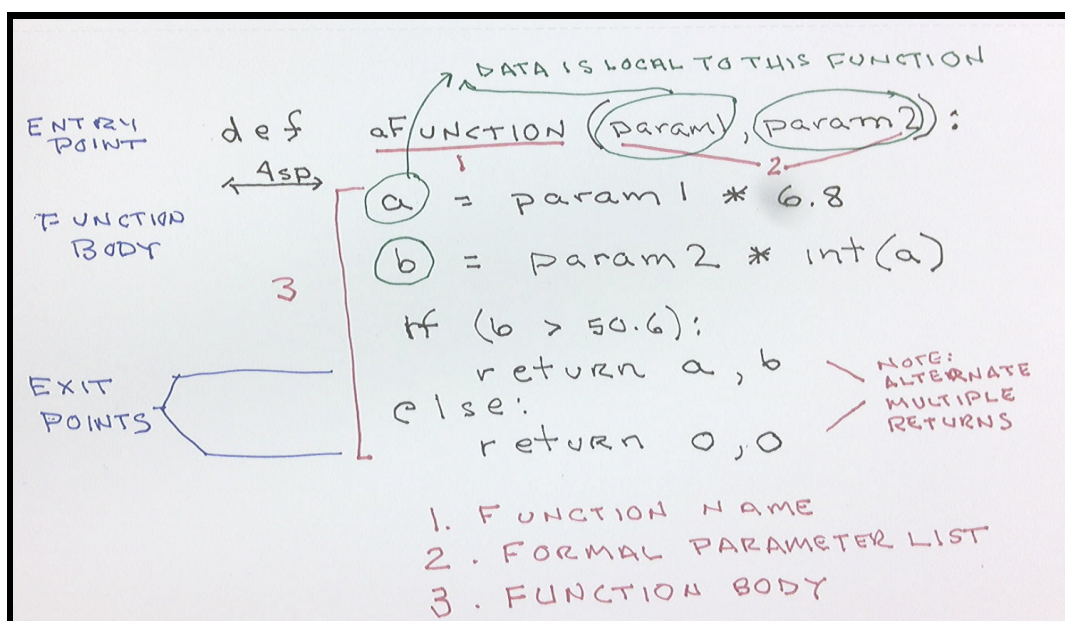 DATA IS LOCAL TO THIS FUNCTION
ENTRY POINT
def aFUNCTION (param1, param2):
1
2
4sp
a = param1 * 6.8
FUNCTION BODY
b = param2 * int(a)
3
if (b > 50.6):
return a, b
NOTE:
ALTERNATE
MULTIPLE
RETURNS
EXIT POINTS
else:
return 0,0
1. FUNCTION NAME
2. FORMAL PARAMETER LIST
3. FUNCTION BODY